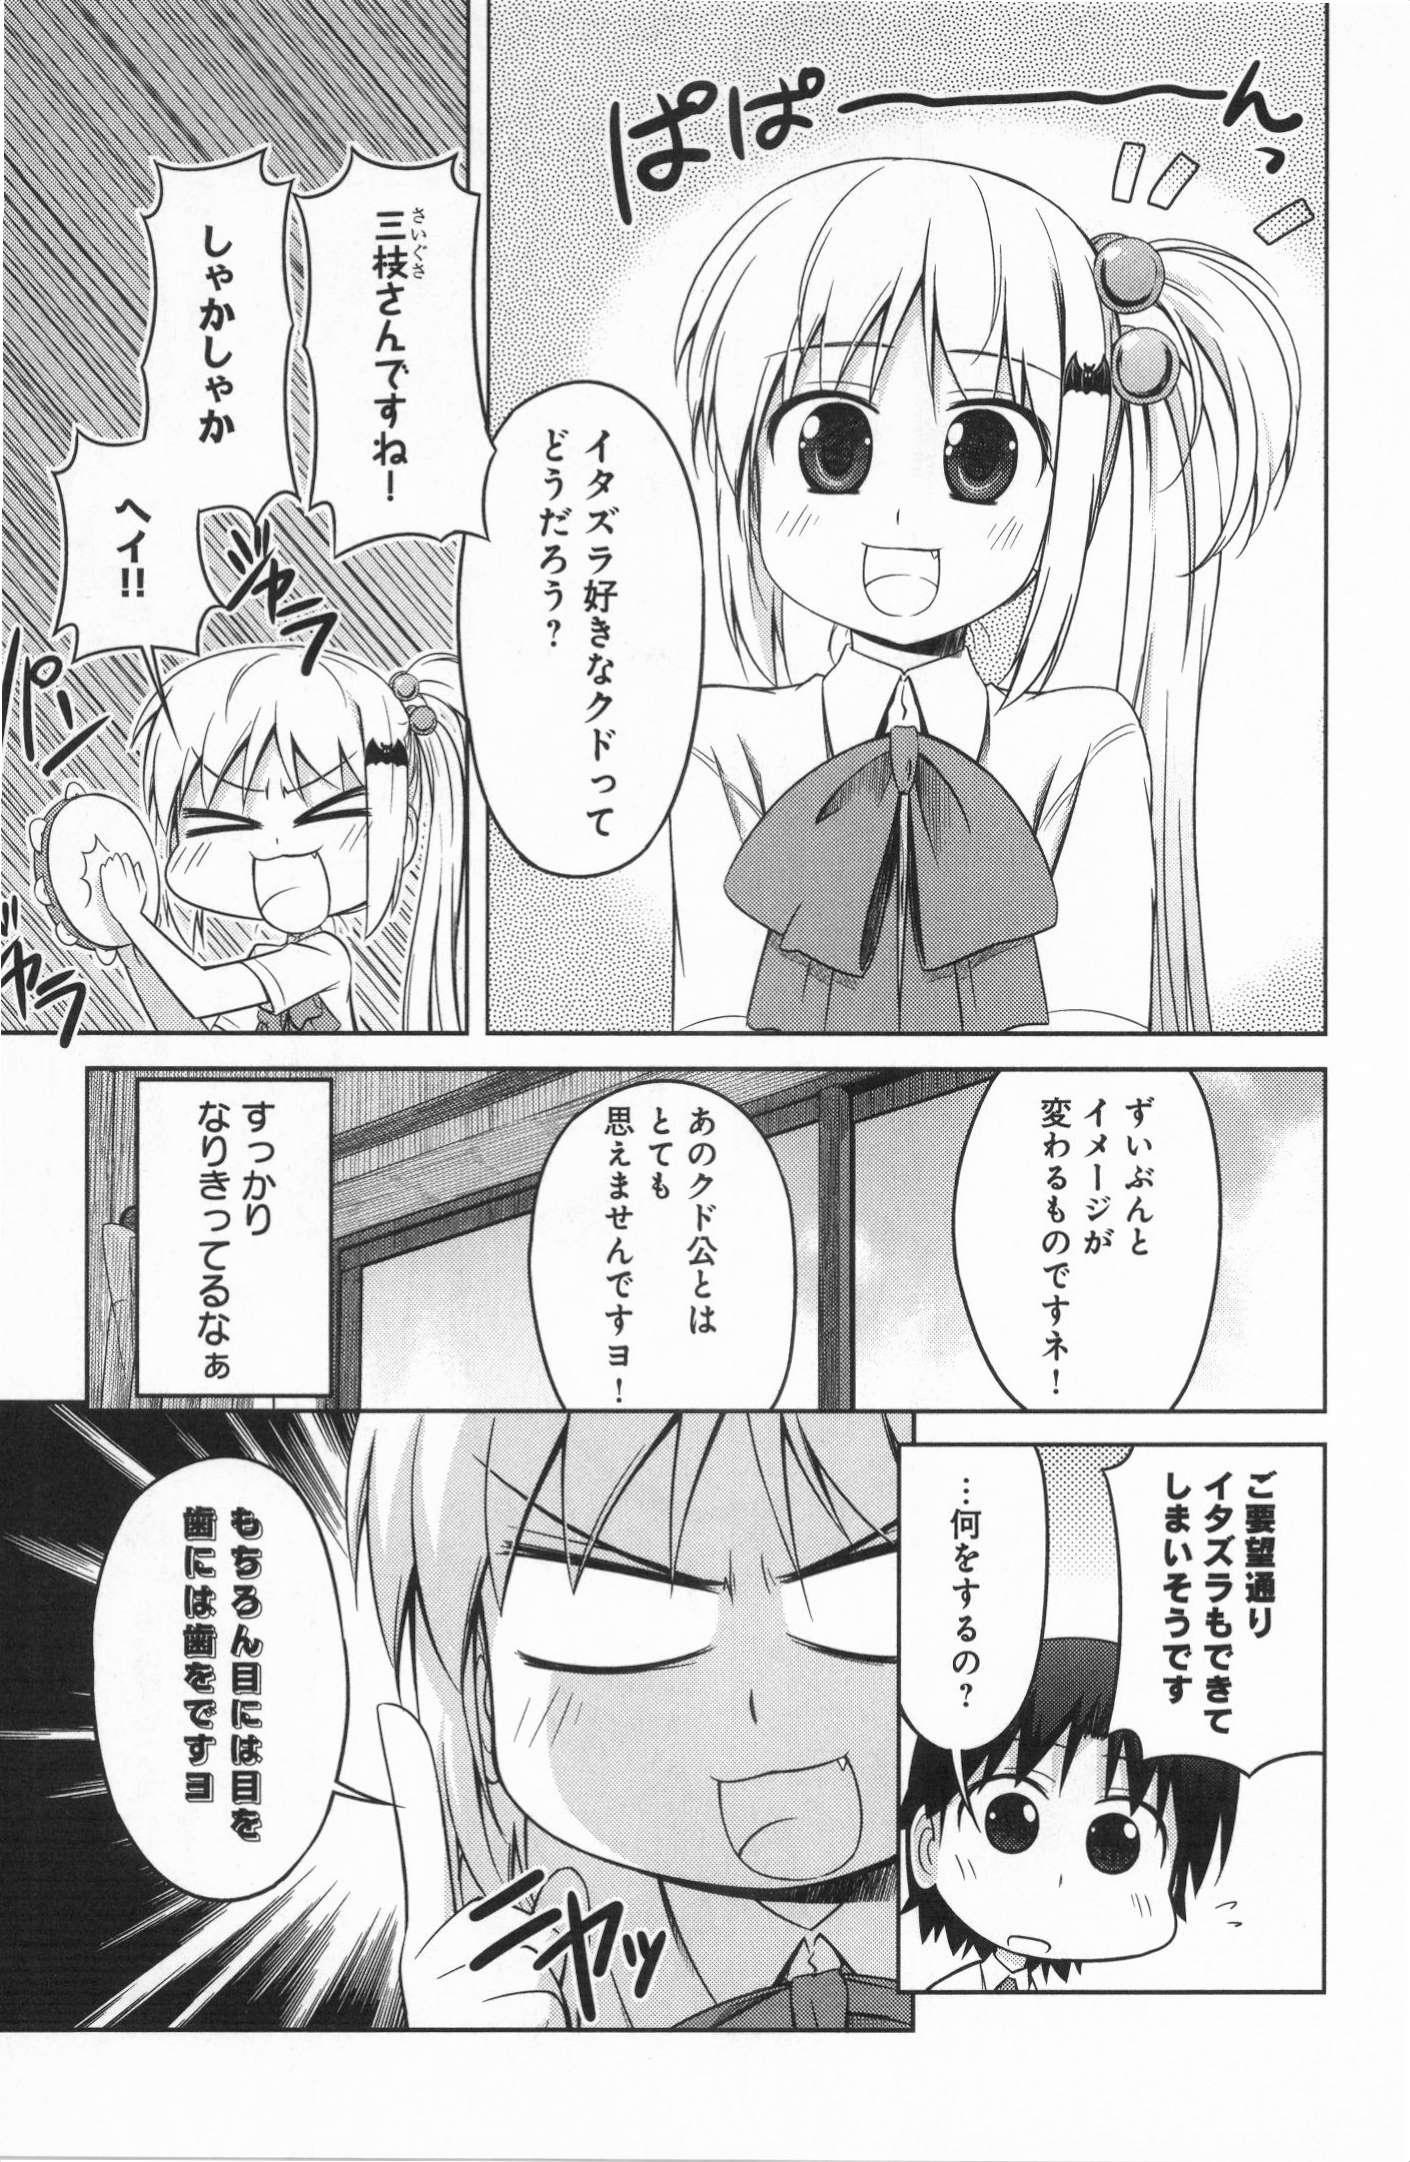 ぱぱーーんっ
イタズラ好きなクドって
どうだろう?
三枝さんですね!
さいぐさ
しゃかしゃか
ヘイ!!
ジャラ
パン
ジャラ
ずいぶんと
イメージが
変わるものですネ!
あのクド公とは
とても
思えませんですヨ!
すっかり
なりきってるなぁ
ご要望通り
イタズラもできて
しまいそうです
…何をするの?
もちろん目には目を
歯には歯をですヨ
ニヤッ